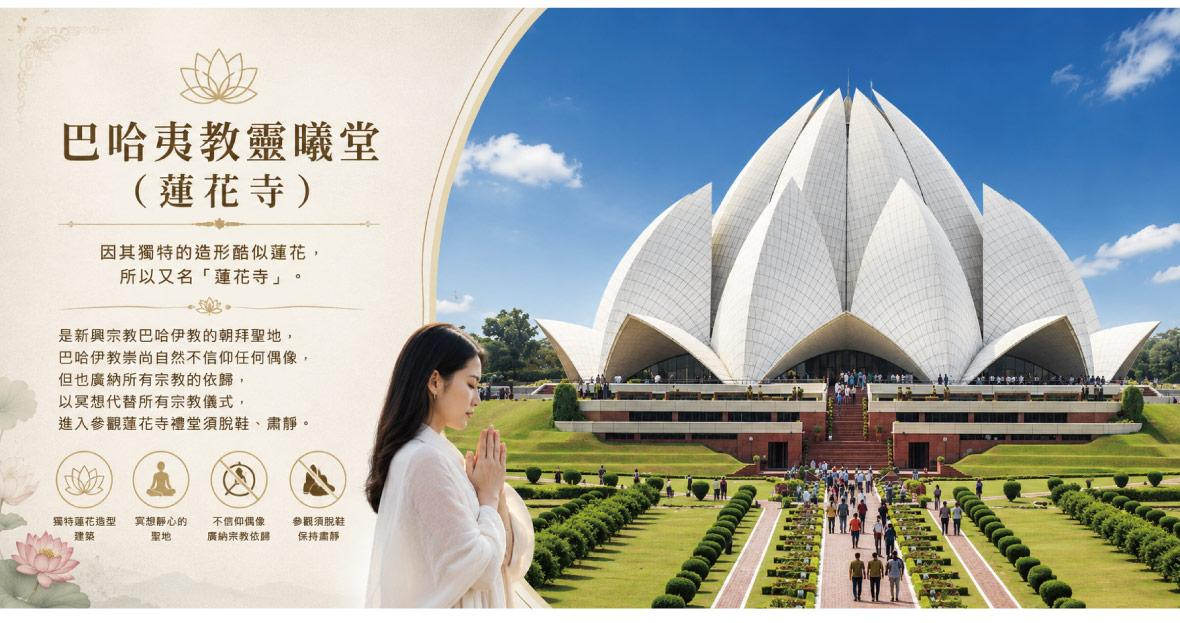 巴哈夷教靈曦堂
（蓮花寺）
因其獨特的造形酷似蓮花，
所以又名「蓮花寺」。
是新興宗教巴哈伊教的朝拜聖地，
巴哈伊教崇尚自然不信仰任何偶像，
但也廣納所有宗教的依歸，
以冥想代替所有宗教儀式，
進入參觀蓮花寺禮堂須脫鞋、肅靜。
獨特蓮花造型
建築
冥想靜心的
聖地
不信仰偶像
廣納宗教依歸
參觀須脫鞋
保持肅靜